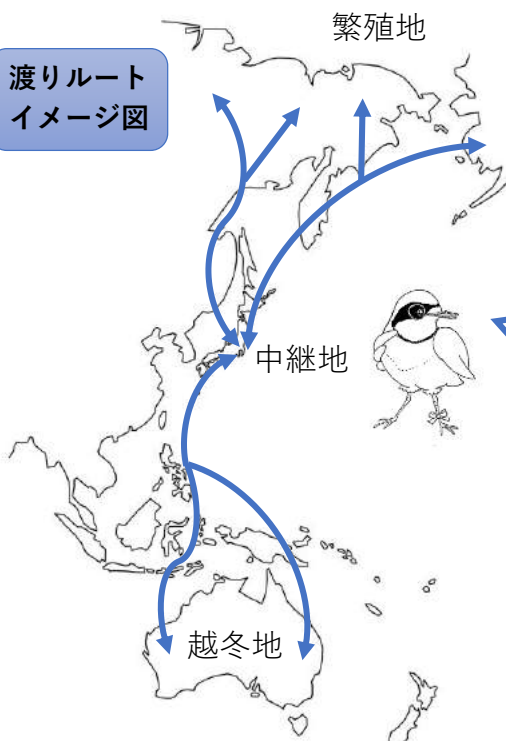 繁殖地
渡りルート
イメージ図
中継地
越冬地